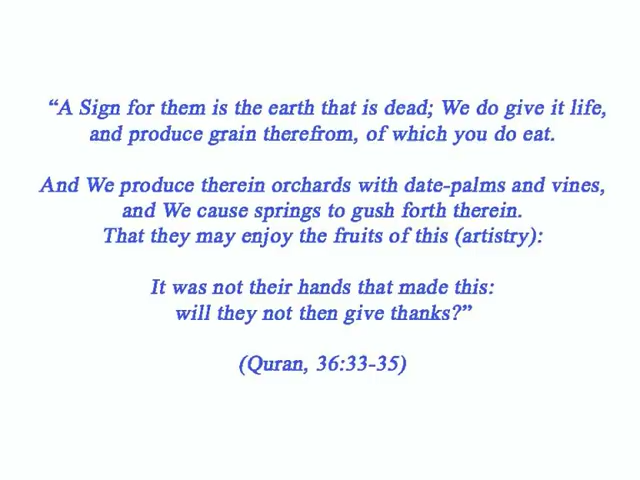 “A Sign for them is the earth that is dead; We do give it life,
and produce grain therefrom, of which you do eat.
And We produce therein orchards with date-palms and vines,
and We cause springs to gush forth therein.
That they may enjoy the fruits of this (artistry):
It was not their hands that made this:
will they not then give thanks?”
(Quran, 36:33-35)